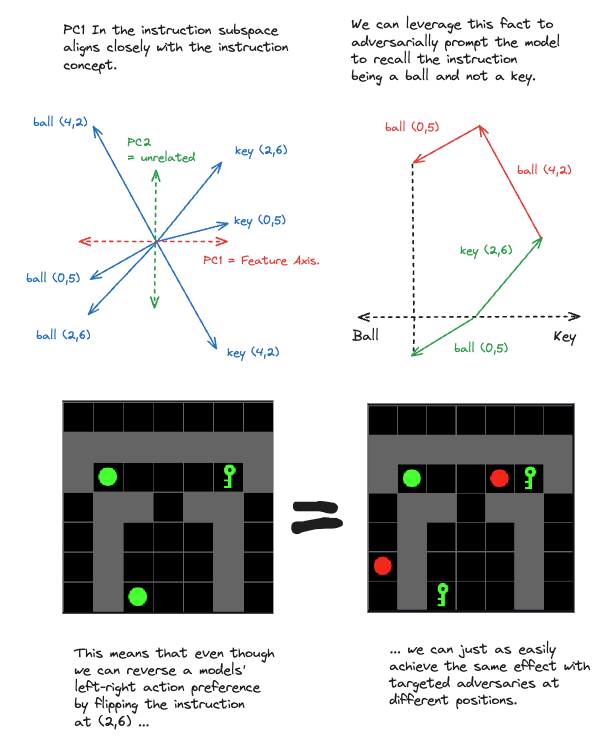 PC1 In the instruction subspace
aligns closely with the instruction
concept.
We can leverage this fact to
adversarially prompt the model
to recall the instruction
being a ball and not a key.
ball (4,2)
PC2
= unrelated
key (2,6)
key (0,5)
PC1 = Feature Axis.
ball (0,5)
ball (2,6)
key (4,2)
ball (0,5)
ball (4,2)
key (2,6)
Ball
Key
ball (0,5)
=
This means that even though
we can reverse a models'
left-right action preference
by flipping the instruction
at (2,6) ...
... we can just as easily
achieve the same effect with
targeted adversaries at
different positions.